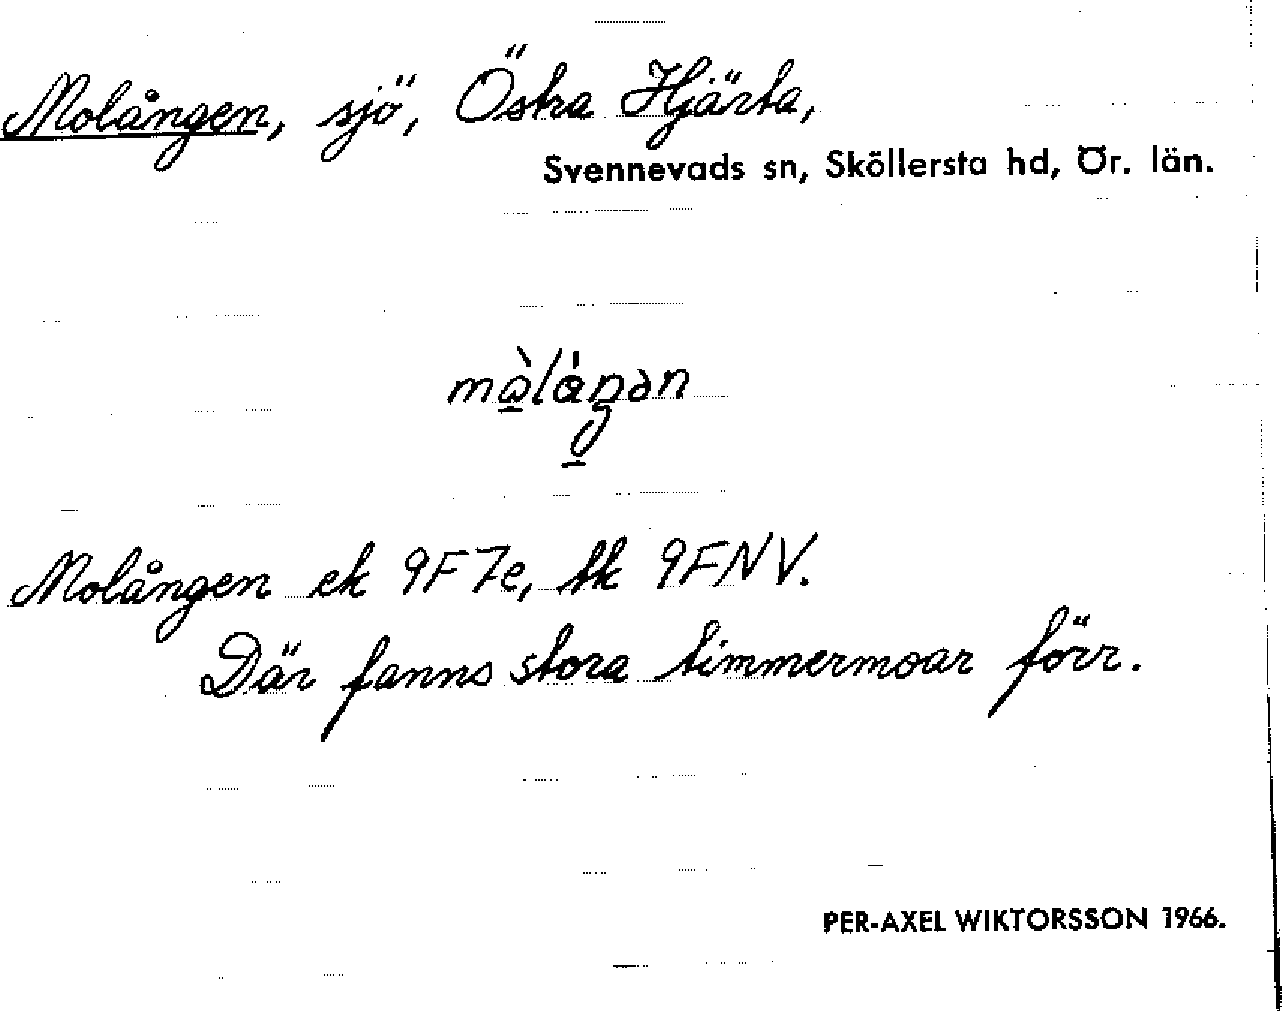 Molången, sjö, Östra Hjärta,
Svennevads sn, Sköllersta hd, Ör. län.
Molången ek 9F7e, tk 9FNV.
Där fanns stora timmermoar förr.
PER-AXEL WIKTORSSON 1966.